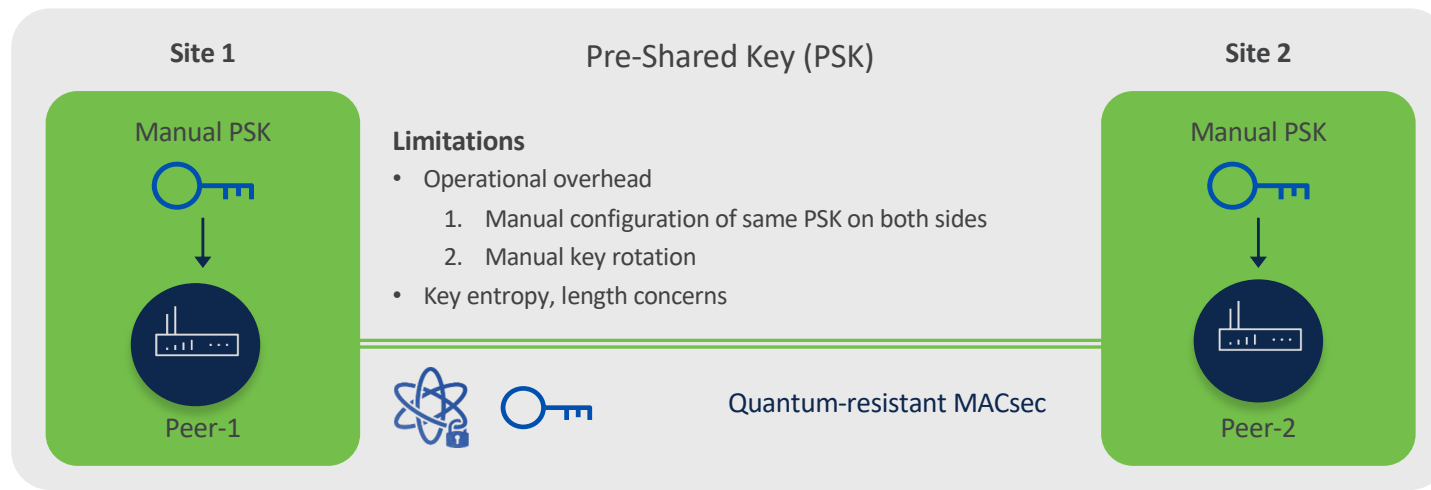 Site 1
Pre-Shared Key (PSK)
Site 2
Manual PSK
Limitations
• Operational overhead
1. Manual configuration of same PSK on both sides
2. Manual key rotation
• Key entropy, length concerns
Manual PSK
Peer-1
Quantum-resistant MACsec
Peer-2